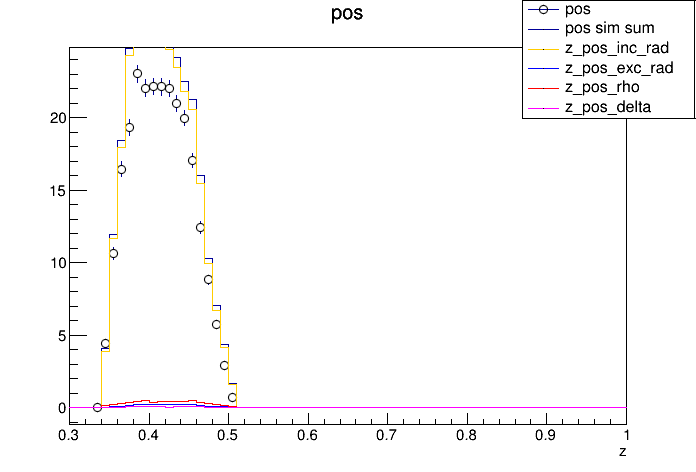 pos
pos
pos sim sum
z_pos_inc_rad
z_pos_exc_rad
z_pos_rho
z_pos_delta
20
15
10
5
0
0.3 0.4 0.5 0.6 0.7 0.8 0.9 1
z